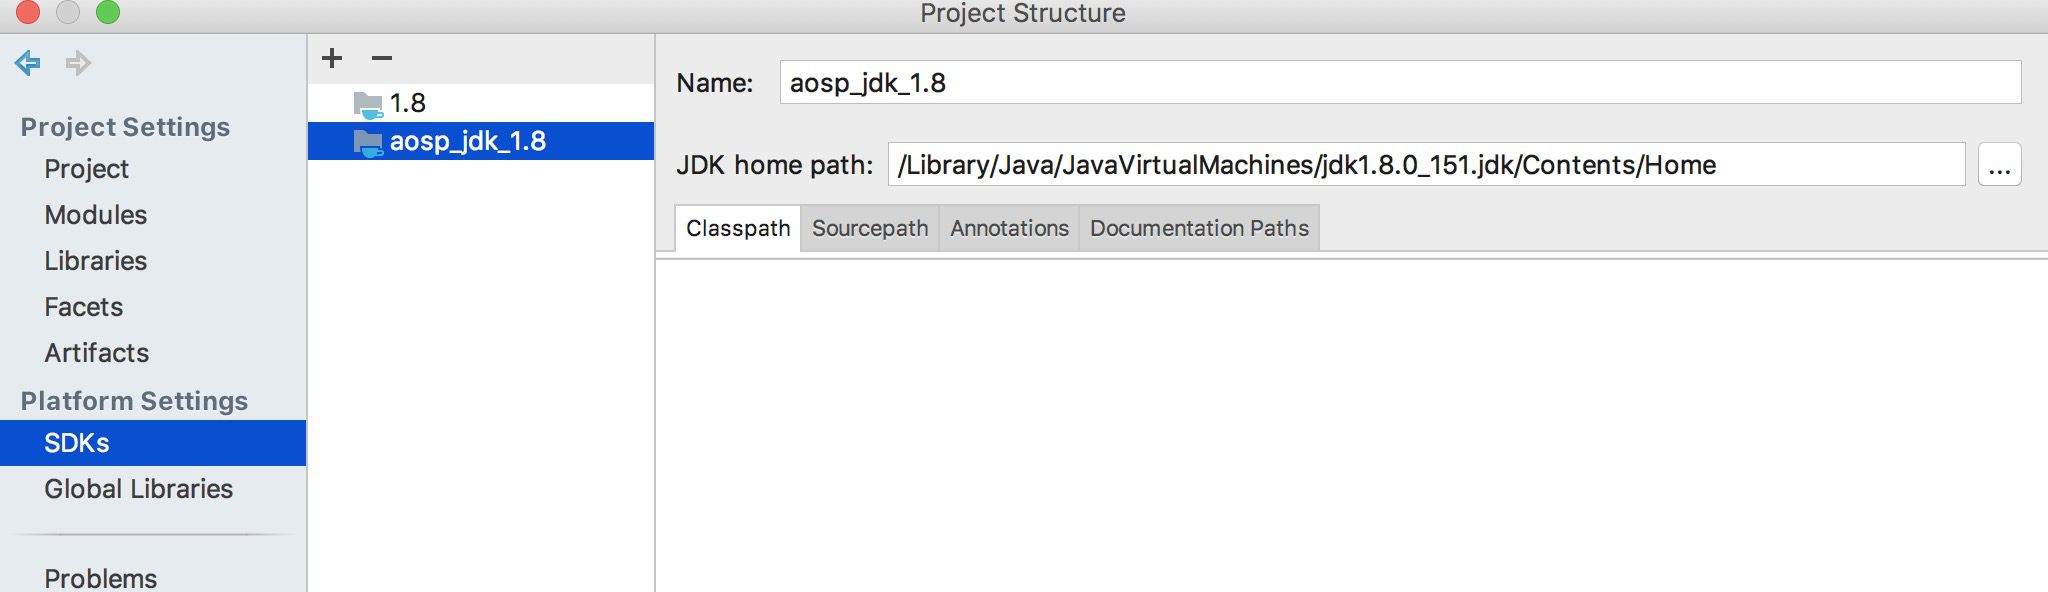 Project Structure
Project Settings
Project
Modules
Libraries
Facets
Artifacts
Platform Settings
SDKs
Global Libraries
Problems
1.8
aosp_jdk_1.8
Name: aosp_jdk_1.8
JDK home path: /Library/Java/JavaVirtualMachines/jdk1.8.0_151.jdk/Contents/Home ...
Classpath Sourcepath Annotations Documentation Paths